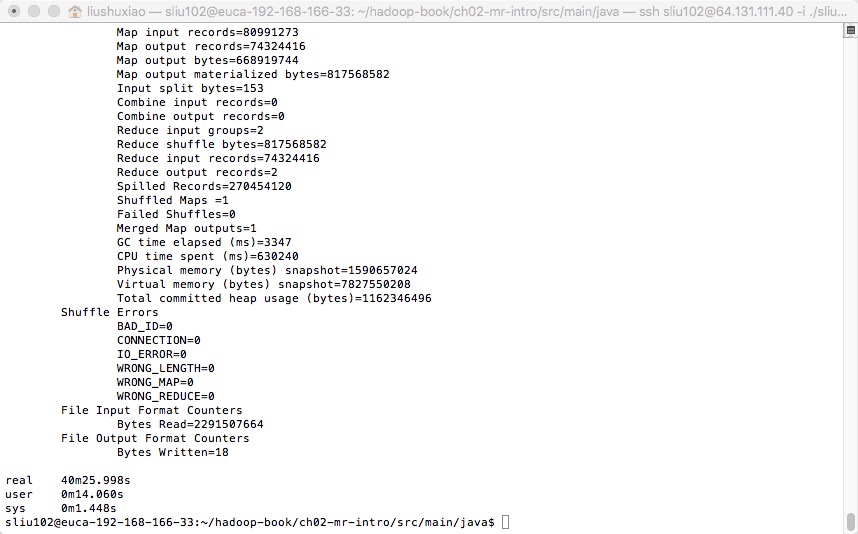 liushuxiao — sliu102@euca-192-168-166-33: ~/hadoop-book/ch02-mr-intro/src/main/java — ssh sliu102@64.131.111.40 -i ./sliu...
Map input records=80991273
Map output records=74324416
Map output bytes=668919744
Map output materialized bytes=817568582
Input split bytes=153
Combine input records=0
Combine output records=0
Reduce input groups=2
Reduce shuffle bytes=817568582
Reduce input records=74324416
Reduce output records=2
Spilled Records=270454120
Shuffled Maps =1
Failed Shuffles=0
Merged Map outputs=1
GC time elapsed (ms)=3347
CPU time spent (ms)=630240
Physical memory (bytes) snapshot=1590657024
Virtual memory (bytes) snapshot=7827550208
Total committed heap usage (bytes)=1162346496
Shuffle Errors
BAD_ID=0
CONNECTION=0
IO_ERROR=0
WRONG_LENGTH=0
WRONG_MAP=0
WRONG_REDUCE=0
File Input Format Counters
Bytes Read=2291507664
File Output Format Counters
Bytes Written=18
real 40m25.998s
user 0m14.060s
sys 0m1.448s
sliu102@euca-192-168-166-33:~/hadoop-book/ch02-mr-intro/src/main/java$